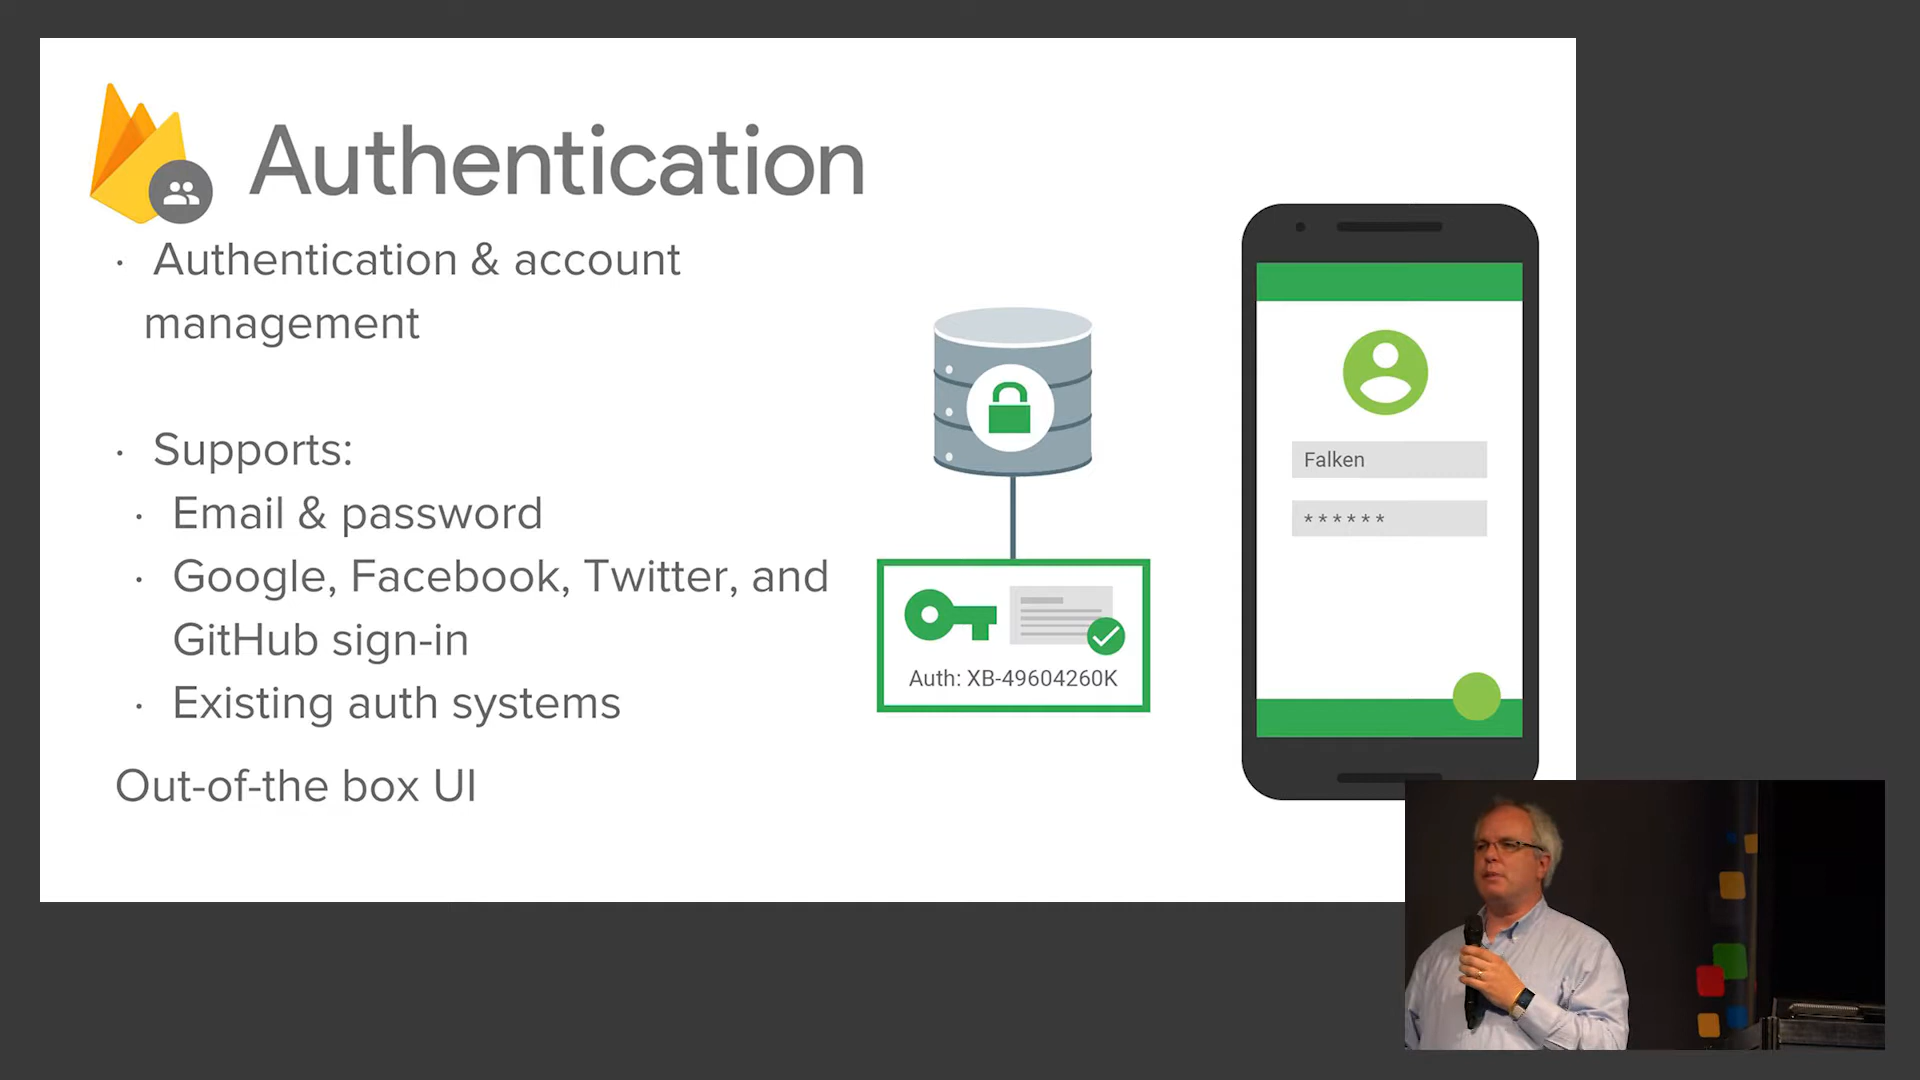 Authentication
· Authentication & account
management
· Supports:
· Email & password
· Google, Facebook, Twitter, and
GitHub sign-in
· Existing auth systems
Out-of-the box UI
Auth: XB-49604260K
Falken
******